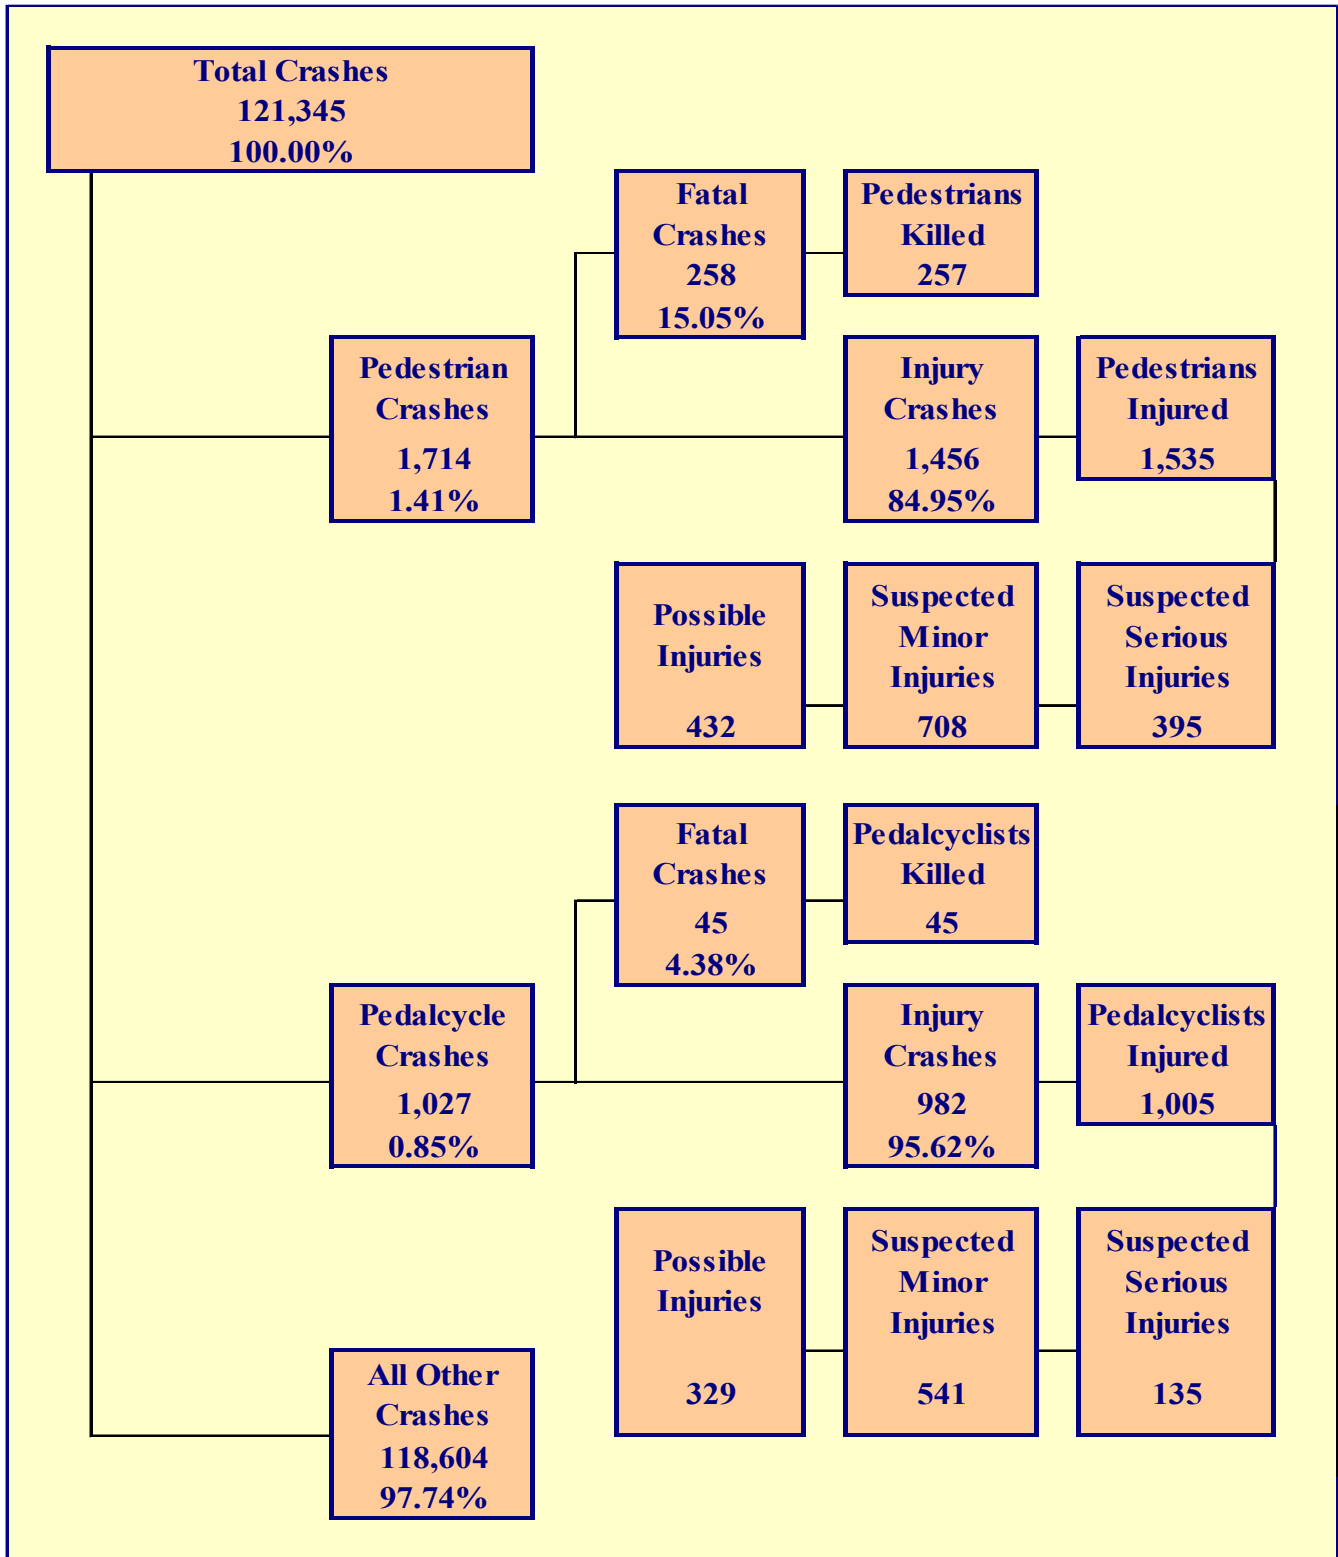 Total Crashes
121,345
100.00%
Fatal
Crashes
258
15.05%
Pedestrians
Killed
257
Pedestrian
Crashes
1,714
1.41%
Injury
Crashes
1,456
84.95%
Pedestrians
Injured
1,535
Possible
Injuries
432
Suspected
Minor
Injuries
708
Suspected
Serious
Injuries
395
Fatal
Crashes
45
4.38%
Pedalcyclists
Killed
45
Pedalcycle
Crashes
1,027
0.85%
Injury
Crashes
982
95.62%
Pedalcyclists
Injured
1,005
Possible
Injuries
329
Suspected
Minor
Injuries
541
Suspected
Serious
Injuries
135
All Other
Crashes
118,604
97.74%